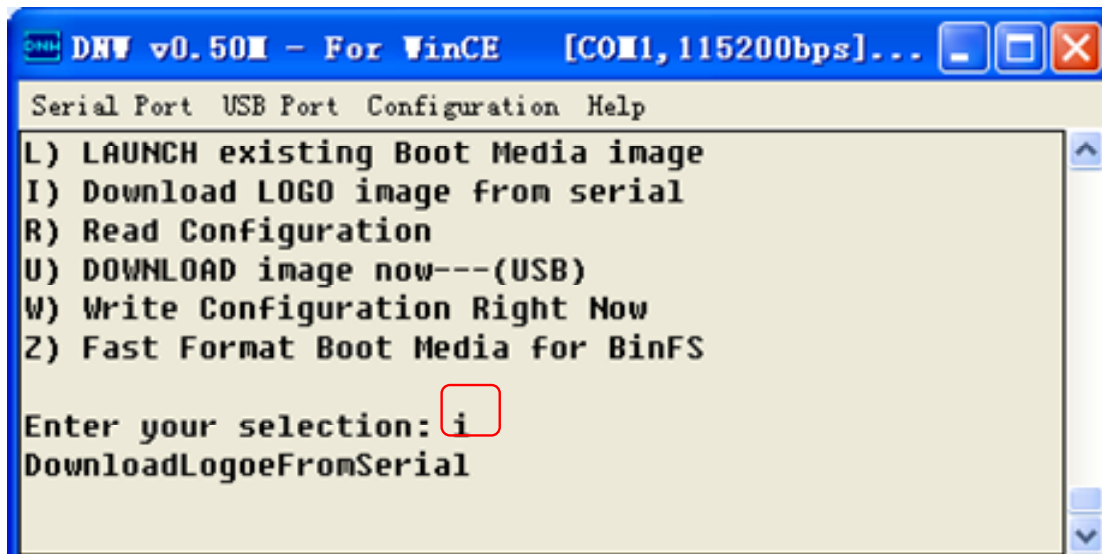 DNW v0.50M - For WinCE [COM1,115200bps]...
Serial Port USB Port Configuration Help
L) LAUNCH existing Boot Media image
I) Download LOGO image from serial
R) Read Configuration
U) DOWNLOAD image now---(USB)
W) Write Configuration Right Now
Z) Fast Format Boot Media for BinFS
Enter your selection: i
DownloadLogoeFromSerial